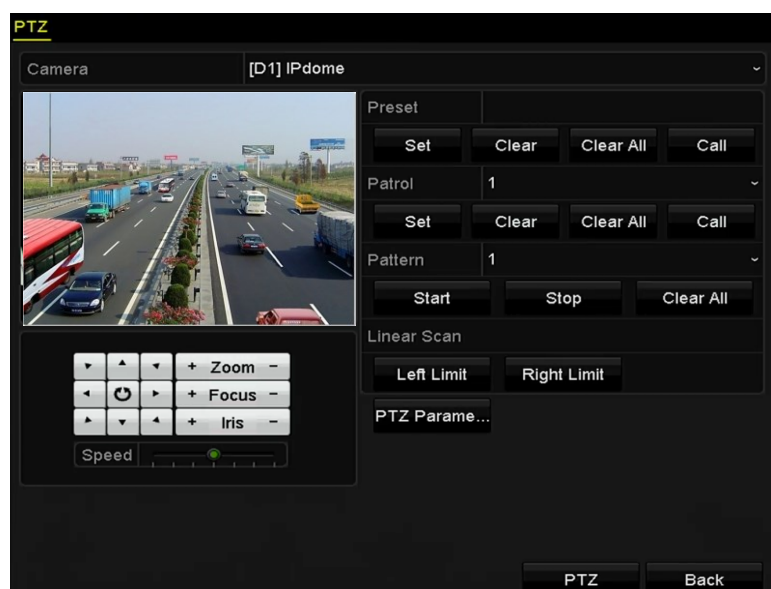 PTZ
Camera [D1] IPdome
Preset
Set Clear Clear All Call
Patrol 1
Set Clear Clear All Call
Pattern 1
Start Stop Clear All
Linear Scan
Left Limit Right Limit
PTZ Parame...
+ Zoom -
+ Focus -
+ Iris -
Speed
PTZ Back